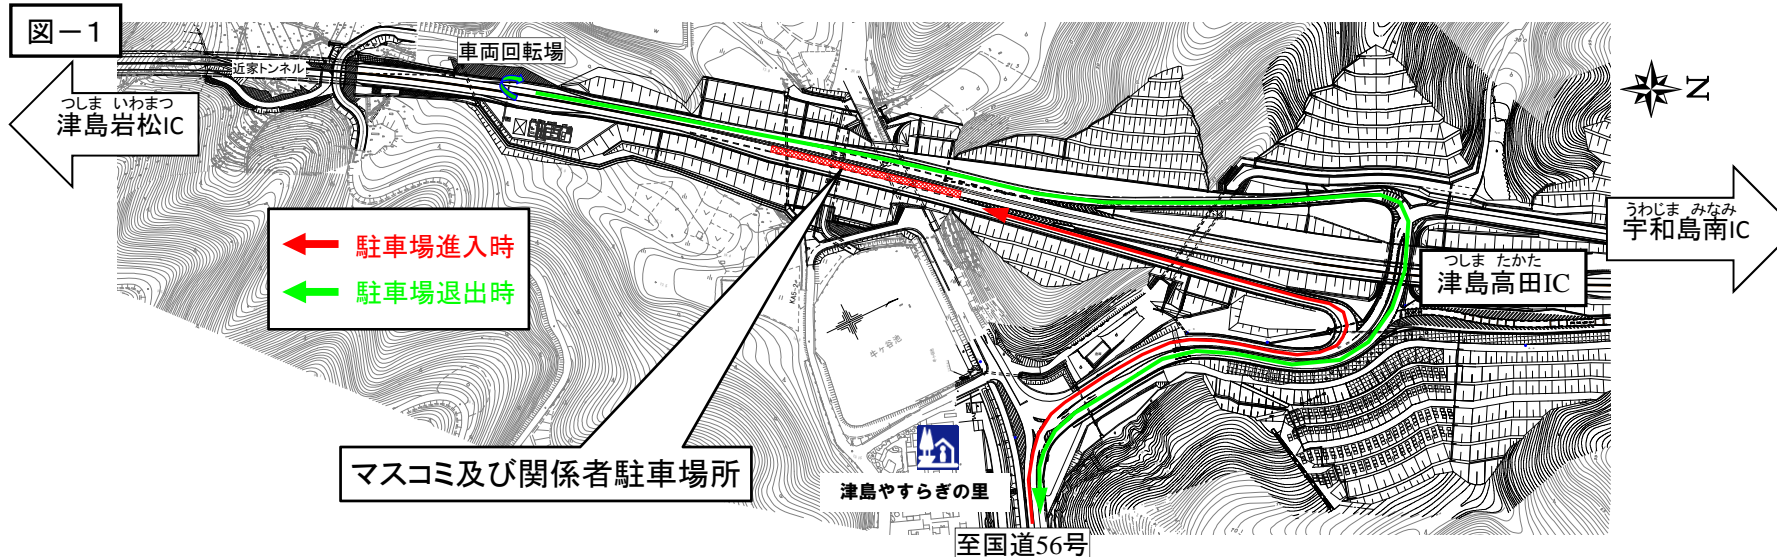 図－1
車両回転場
近家トンネル
つしま いわまつ
津島岩松IC
N
うわじま みなみ
宇和島南IC
駐車場進入時
駐車場退出時
つしま たかた
津島高田IC
牛ヶ谷池
マスコミ及び関係者駐車場所
津島やすらぎの里
至国道56号